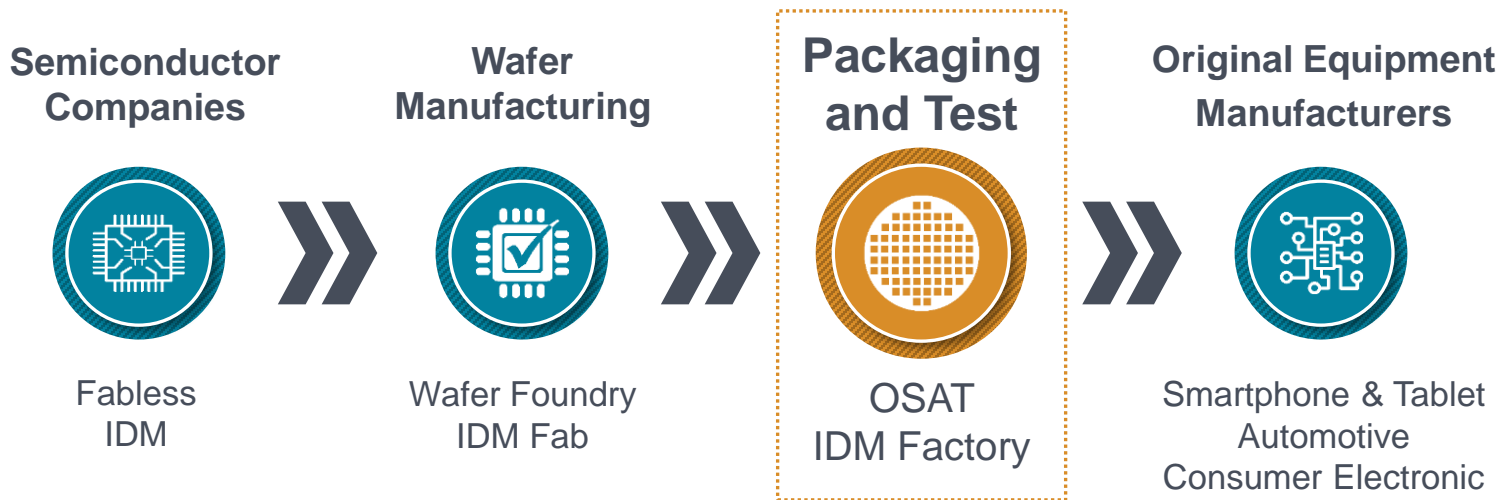 Semiconductor
Companies
Fabless
IDM
Wafer
Manufacturing
Wafer Foundry
IDM Fab
Packaging
and Test
OSAT
IDM Factory
Original Equipment
Manufacturers
Smartphone & Tablet
Automotive
Consumer Electronic